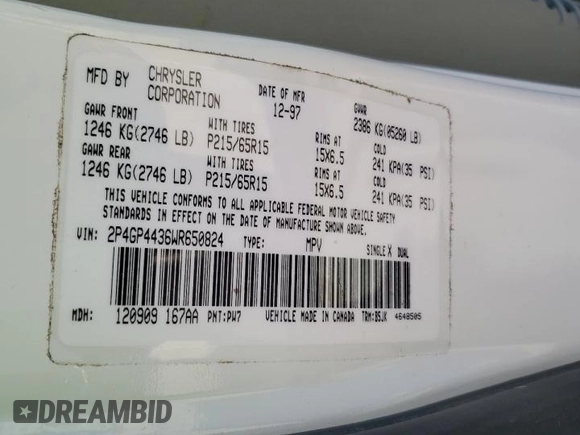 MFD BY CHRYSLER CORPORATION DATE OF MFR 12-97 GVWR 2386 KG(05260 LB)
GAWR FRONT WITH TIRES RIMS AT COLD
1246 KG(2746 LB) P215/65R15 15X6.5 241 KPA(35 PSI)
GAWR REAR WITH TIRES RIMS AT COLD
1246 KG(2746 LB) P215/65R15 15X6.5 241 KPA(35 PSI)
THIS VEHICLE CONFORMS TO ALL APPLICABLE FEDERAL MOTOR VEHICLE SAFETY
STANDARDS IN EFFECT ON THE DATE OF MANUFACTURE SHOWN ABOVE.
VIN: 2P4GP4436WR650824 TYPE: MPV SINGLE X DUAL
MDH: 120909 167AA PNT:PW7 VEHICLE MADE IN CANADA TRM:BSJK 4648505
DREAMBID